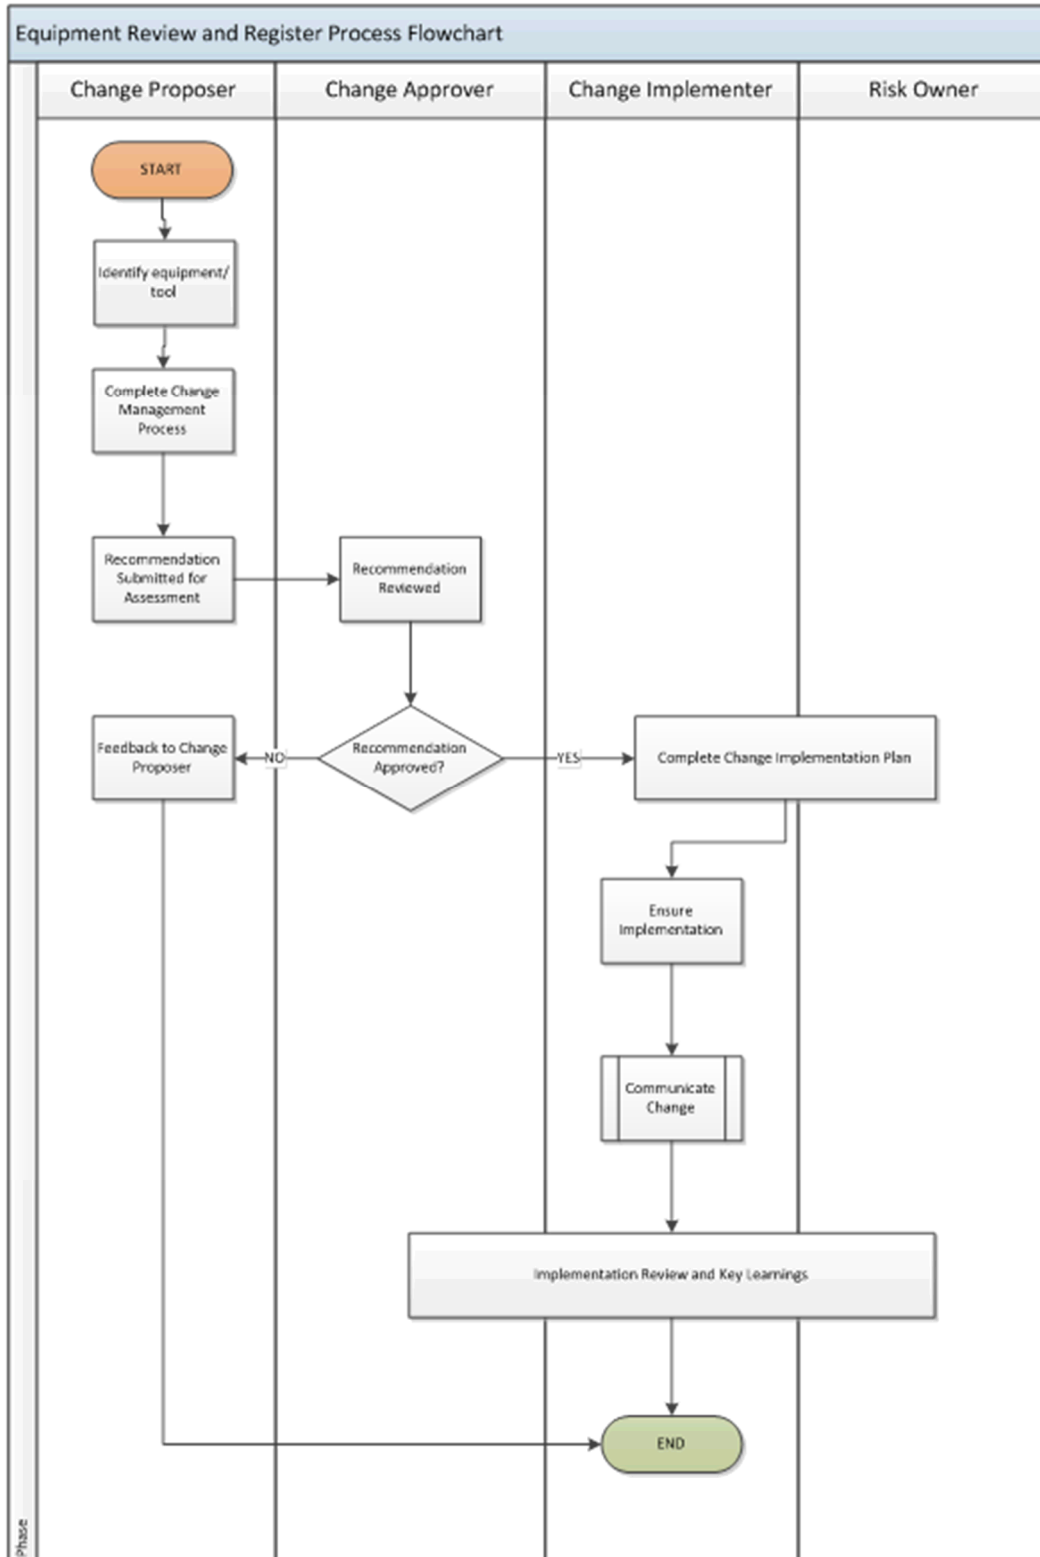 Equipment Review and Register Process Flowchart
Change Proposer
Change Approver
Change Implementer
Risk Owner
START
Identify equipment/
tool
Complete Change
Management
Process
Recommendation
Submitted for
Assessment
Recommendation
Reviewed
Feedback to Change
Proposer
NO
Recommendation
Approved?
YES
Complete Change Implementation Plan
Ensure
Implementation
Communicate
Change
Implementation Review and Key Learnings
END
Phase